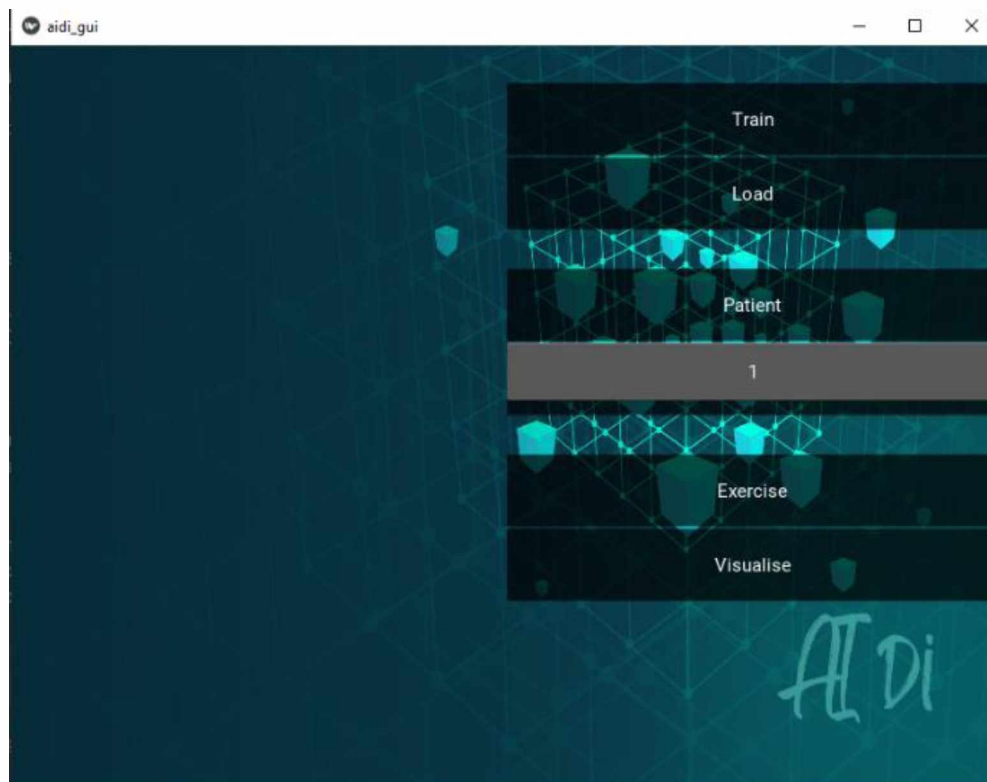 aidi_gui
Train
Load
Patient
1
Exercise
Visualise
AI Di